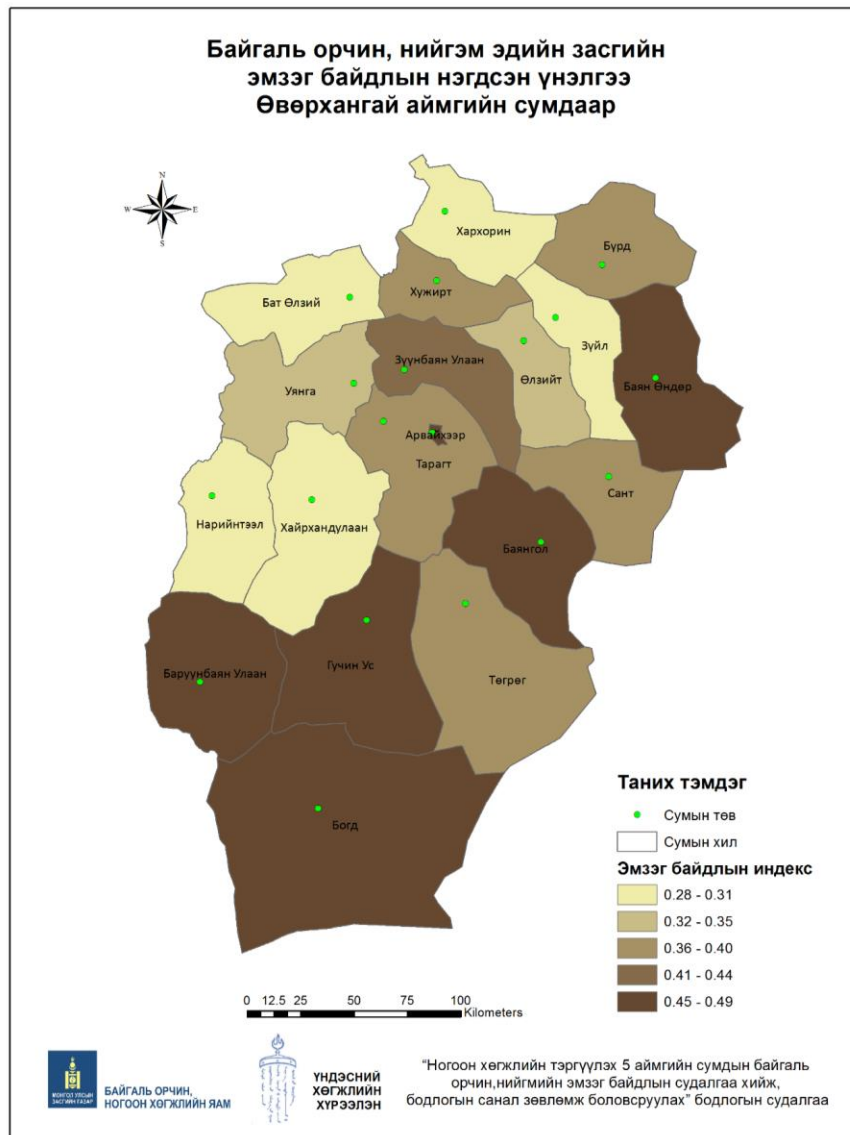 Байгаль орчин, нийгэм эдийн засгийн
эмзэг байдлын нэгдсэн үнэлгээ
Өвөрхангай аймгийн сумдаар
N
W E
S
Хархорин
Бүрд
Хужирт
Бат Өлзий
Зүйл
Зүүнбаян Улаан
Өлзийт
Уянга
Баян Өндөр
Арвайхээр
Тарагт
Сант
Нарийнтээл
Хайрхандулаан
Баянгол
Баруунбаян Улаан
Гучин Ус
Төгрөг
Богд
Таних тэмдэг
Сумын төв
Сумын хил
Эмзэг байдлын индекс
0.28 - 0.31
0.32 - 0.35
0.36 - 0.40
0.41 - 0.44
0.45 - 0.49
0 12.5 25 50 75 100
Kilometers
МОНГОЛ УЛСЫН
ЗАСГИЙН ГАЗАР
БАЙГАЛЬ ОРЧИН,
НОГООН ХӨГЖЛИЙН ЯАМ
ҮНДЭСНИЙ
ХӨГЖЛИЙН
ХҮРЭЭЛЭН
“Ногоон хөгжлийн тэргүүлэх 5 аймгийн сумдын байгаль
орчин,нийгмийн эмзэг байдлын судалгаа хийж,
бодлогын санал зөвлөмж боловсруулах” бодлогын судалгаа